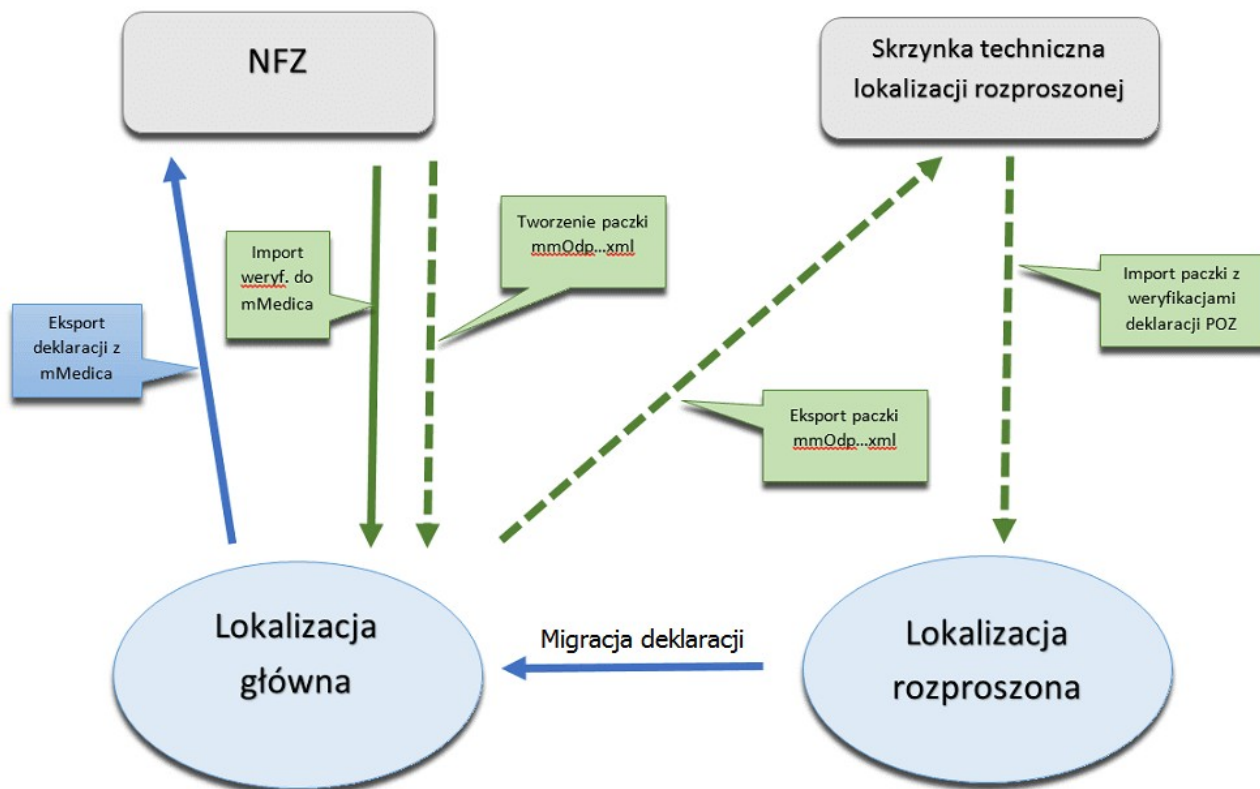 NFZ
Skrzynka techniczna
lokalizacji rozproszonej
Tworzenie paczki
mmOdp...xml
Import
weryf. do
mMedica
Import paczki z
weryfikacjami
deklaracji POZ
Eksport
deklaracji z
mMedica
Eksport paczki
mmOdp...xml
Lokalizacja
główna
Migracja deklaracji
Lokalizacja
rozproszona